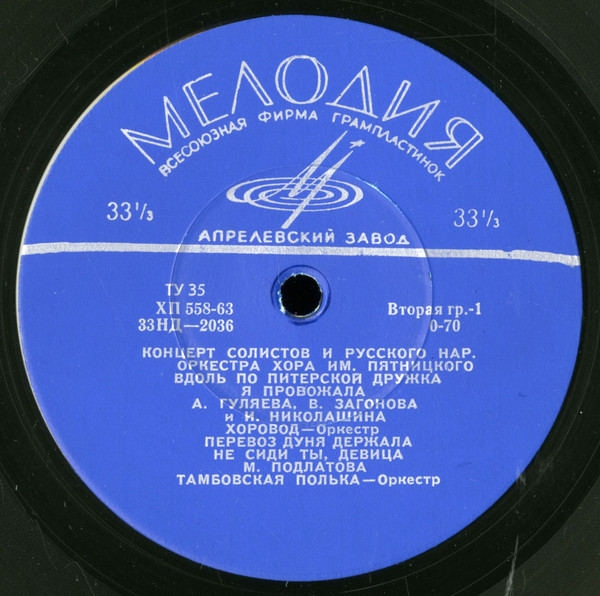 МЕЛОДИЯ
ВСЕСОЮЗНАЯ ФИРМА ГРАМПЛАСТИНОК
33⅓ 33⅓
АПРЕЛЕВСКИЙ ЗАВОД
ТУ 35
ХП 558-63 Вторая гр.-1
33НД—2036 0-70
КОНЦЕРТ СОЛИСТОВ И РУССКОГО НАР.
ОРКЕСТРА ХОРА ИМ. ПЯТНИЦКОГО
ВДОЛЬ ПО ПИТЕРСКОЙ ДРУЖКА
Я ПРОВОЖАЛА
А. ГУЛЯЕВА, В. ЗАГОНОВА
и И. НИКОЛАШИНА
ХОРОВОД—Оркестр
ПЕРЕВОЗ ДУНЯ ДЕРЖАЛА
НЕ СИДИ ТЫ, ДЕВИЦА
М. ПОДЛАТОВА
ТАМБОВСКАЯ ПОЛЬКА—Оркестр